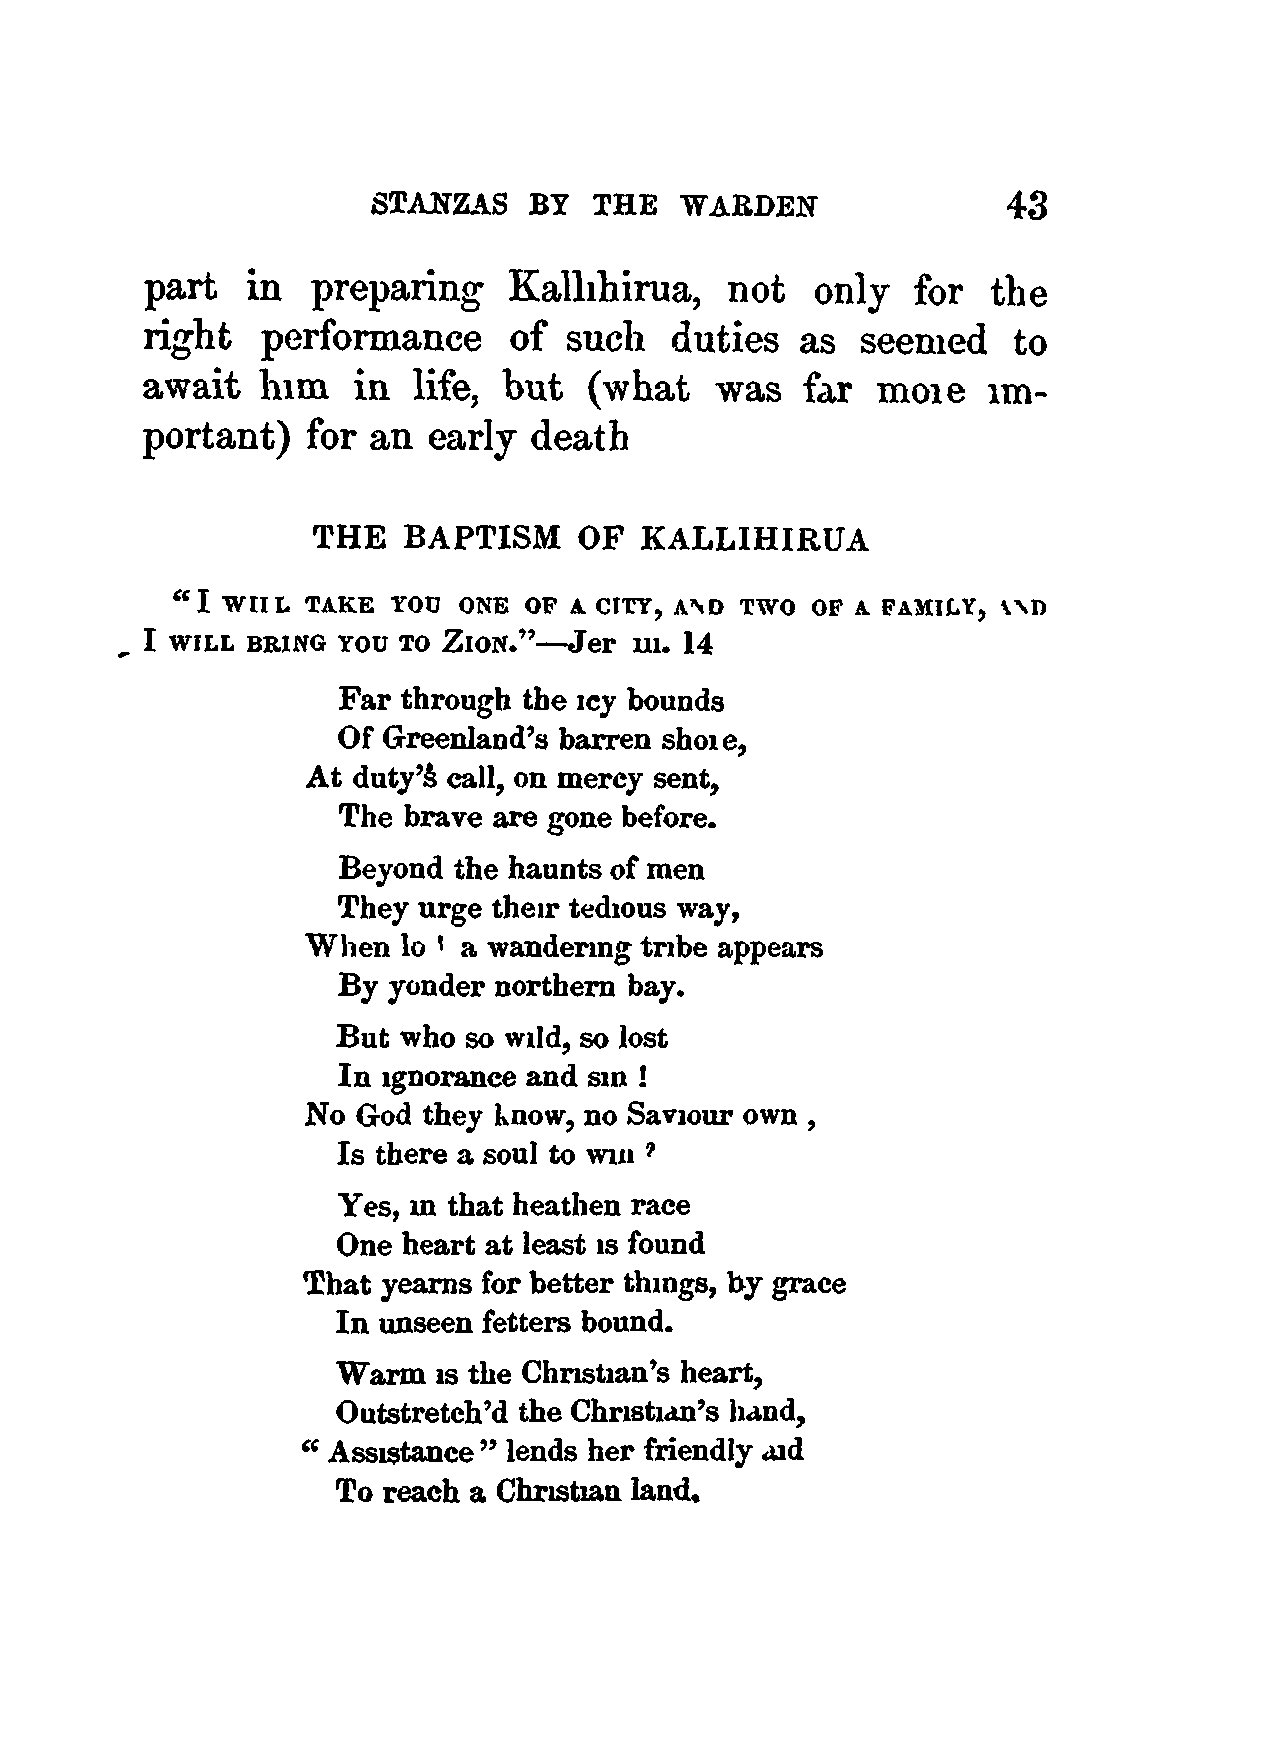 STANZAS BY THE WARDEN 43
part in preparing Kallihirua, not only for the
right performance of such duties as seemed to
await him in life, but (what was far more im-
portant) for an early death
THE BAPTISM OF KALLIHIRUA
"I WILL TAKE YOU ONE OF A CITY, AND TWO OF A FAMILY, AND
I WILL BRING YOU TO ZION."—Jer iii. 14
Far through the icy bounds
Of Greenland's barren shore,
At duty's call, on mercy sent,
The brave are gone before.
Beyond the haunts of men
They urge their tedious way,
When lo ! a wandering tribe appears
By yonder northern bay.
But who so wild, so lost
In ignorance and sin !
No God they know, no Saviour own ,
Is there a soul to win ?
Yes, in that heathen race
One heart at least is found
That yearns for better things, by grace
In unseen fetters bound.
Warm is the Christian's heart,
Outstretch'd the Christian's hand,
"Assistance" lends her friendly aid
To reach a Christian land.